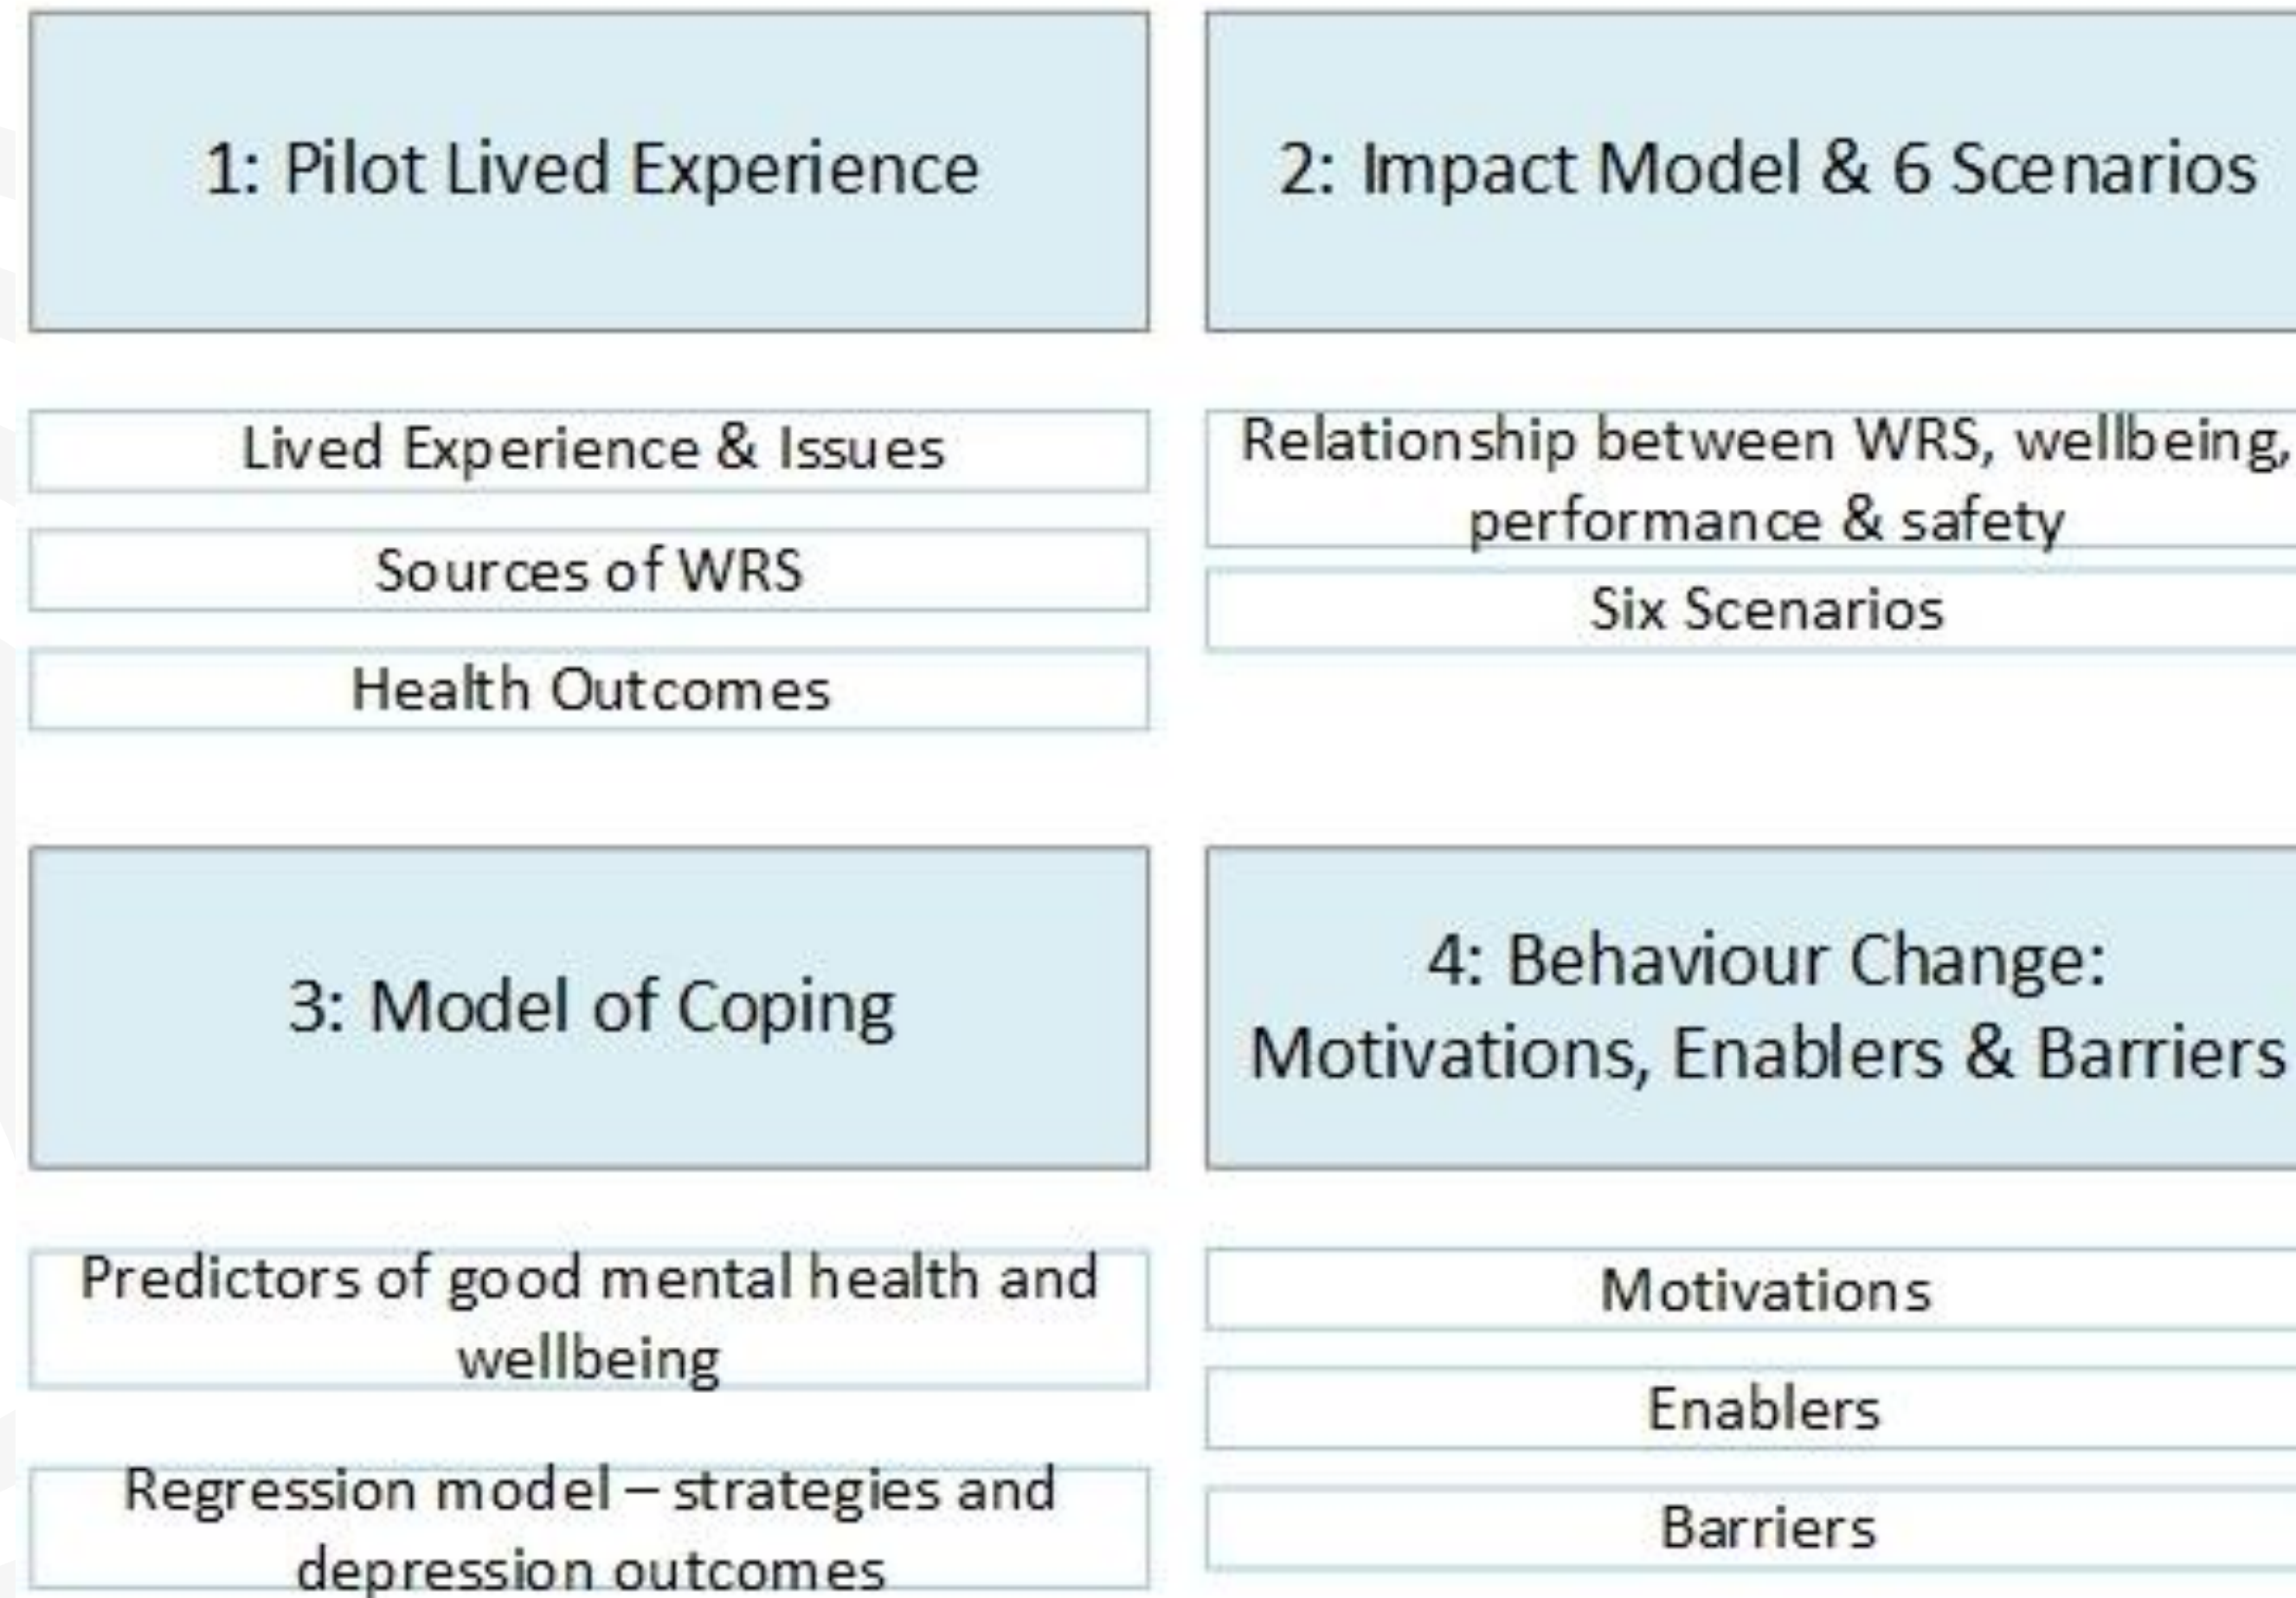 1: Pilot Lived Experience
Lived Experience & Issues
Sources of WRS
Health Outcomes
2: Impact Model & 6 Scenarios
Relationship between WRS, wellbeing,
performance & safety
Six Scenarios
3: Model of Coping
Predictors of good mental health and
wellbeing
Regression model – strategies and
depression outcomes
4: Behaviour Change:
Motivations, Enablers & Barriers
Motivations
Enablers
Barriers